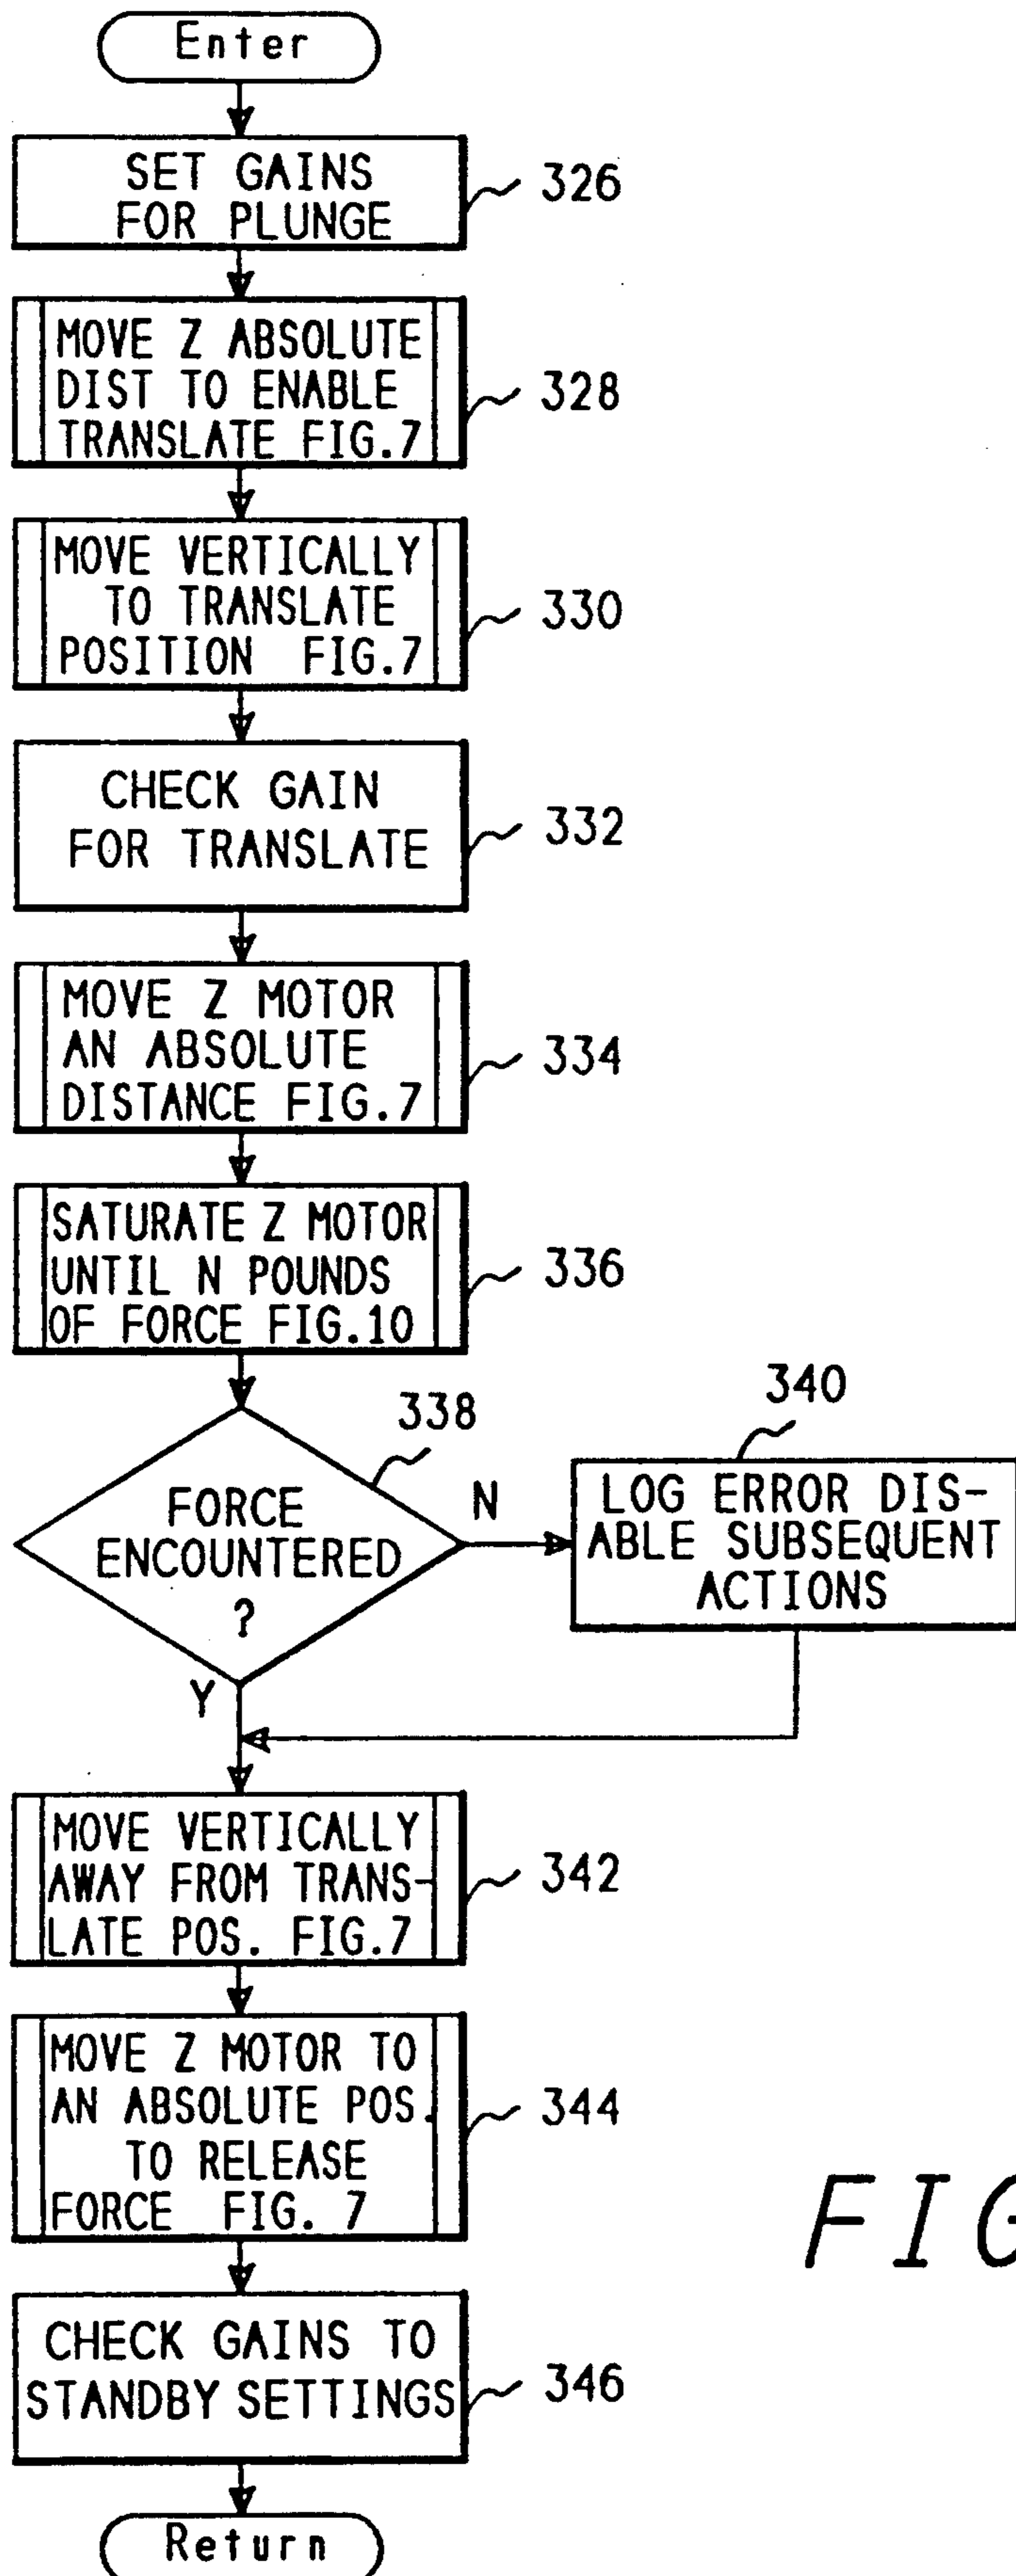 Enter
SET GAINS
FOR PLUNGE
326
MOVE Z ABSOLUTE
DIST TO ENABLE
TRANSLATE FIG.7
328
MOVE VERTICALLY
TO TRANSLATE
POSITION FIG.7
330
CHECK GAIN
FOR TRANSLATE
332
MOVE Z MOTOR
AN ABSOLUTE
DISTANCE FIG.7
334
SATURATE Z MOTOR
UNTIL N POUNDS
OF FORCE FIG.10
336
338
FORCE
ENCOUNTERED
?
N
Y
340
LOG ERROR DIS-
ABLE SUBSEQUENT
ACTIONS
MOVE VERTICALLY
AWAY FROM TRANS-
LATE POS. FIG.7
342
MOVE Z MOTOR TO
AN ABSOLUTE POS.
TO RELEASE
FORCE FIG. 7
344
FIG
CHECK GAINS TO
STANDBY SETTINGS
346
Return